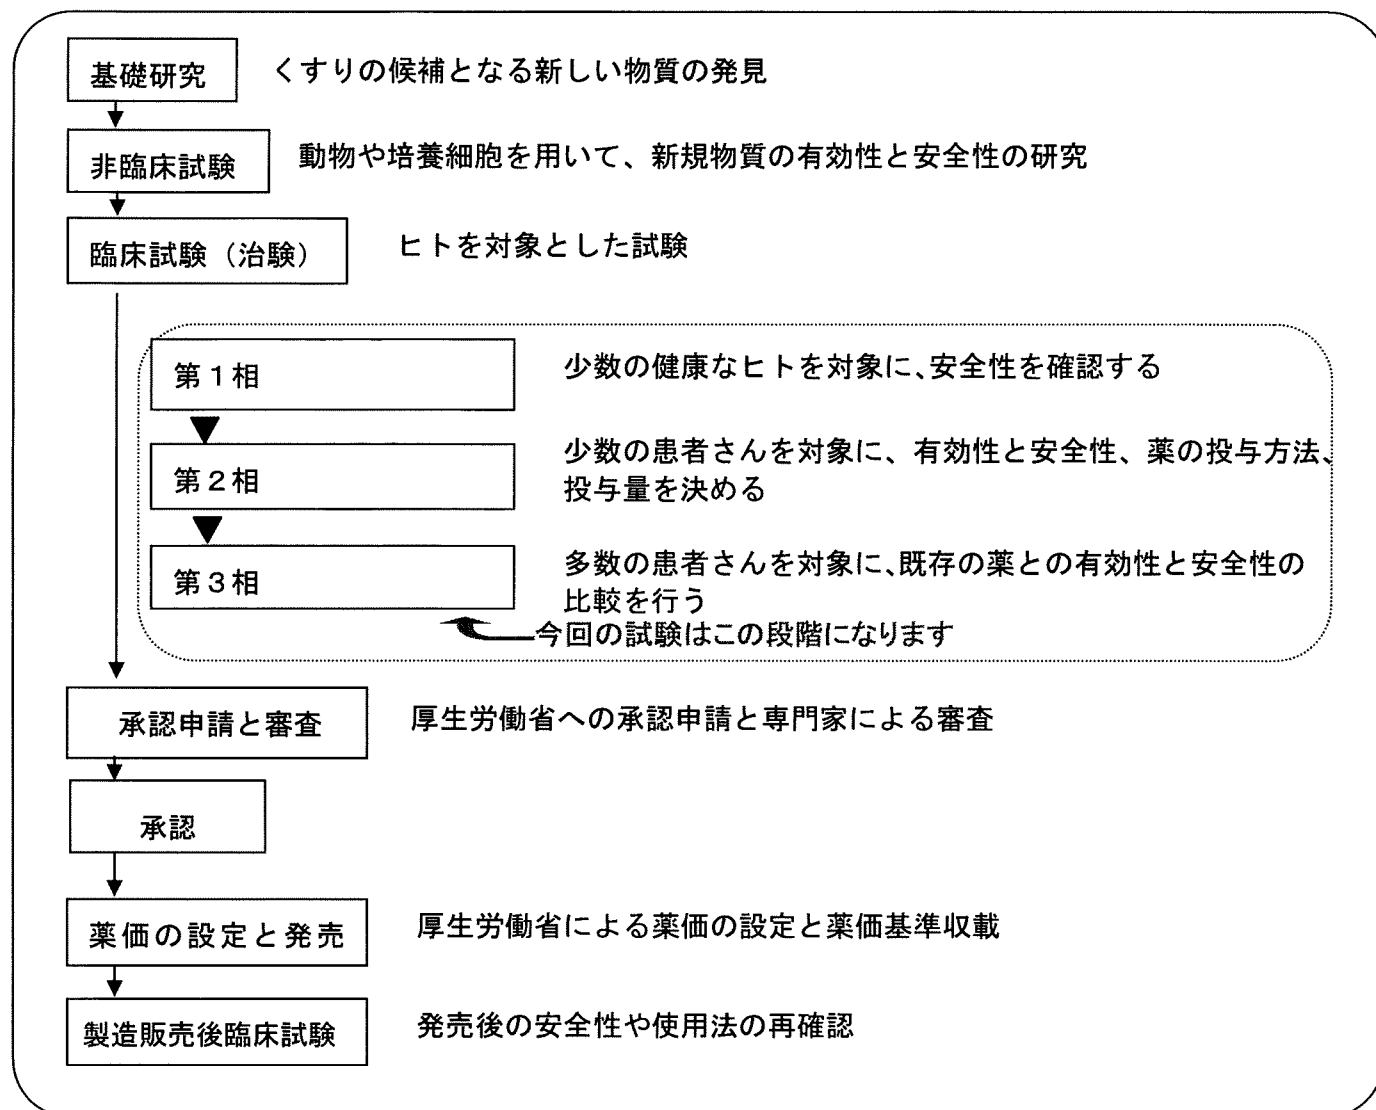 基礎研究 くすりの候補となる新しい物質の発見
非臨床試験 動物や培養細胞を用いて、新規物質の有効性と安全性の研究
臨床試験（治験） ヒトを対象とした試験
第１相 少数の健康なヒトを対象に、安全性を確認する
第２相 少数の患者さんを対象に、有効性と安全性、薬の投与方法、
投与量を決める
第３相 多数の患者さんを対象に、既存の薬との有効性と安全性の
比較を行う
今回の試験はこの段階になります
承認申請と審査 厚生労働省への承認申請と専門家による審査
承認
薬価の設定と発売 厚生労働省による薬価の設定と薬価基準収載
製造販売後臨床試験 発売後の安全性や使用法の再確認